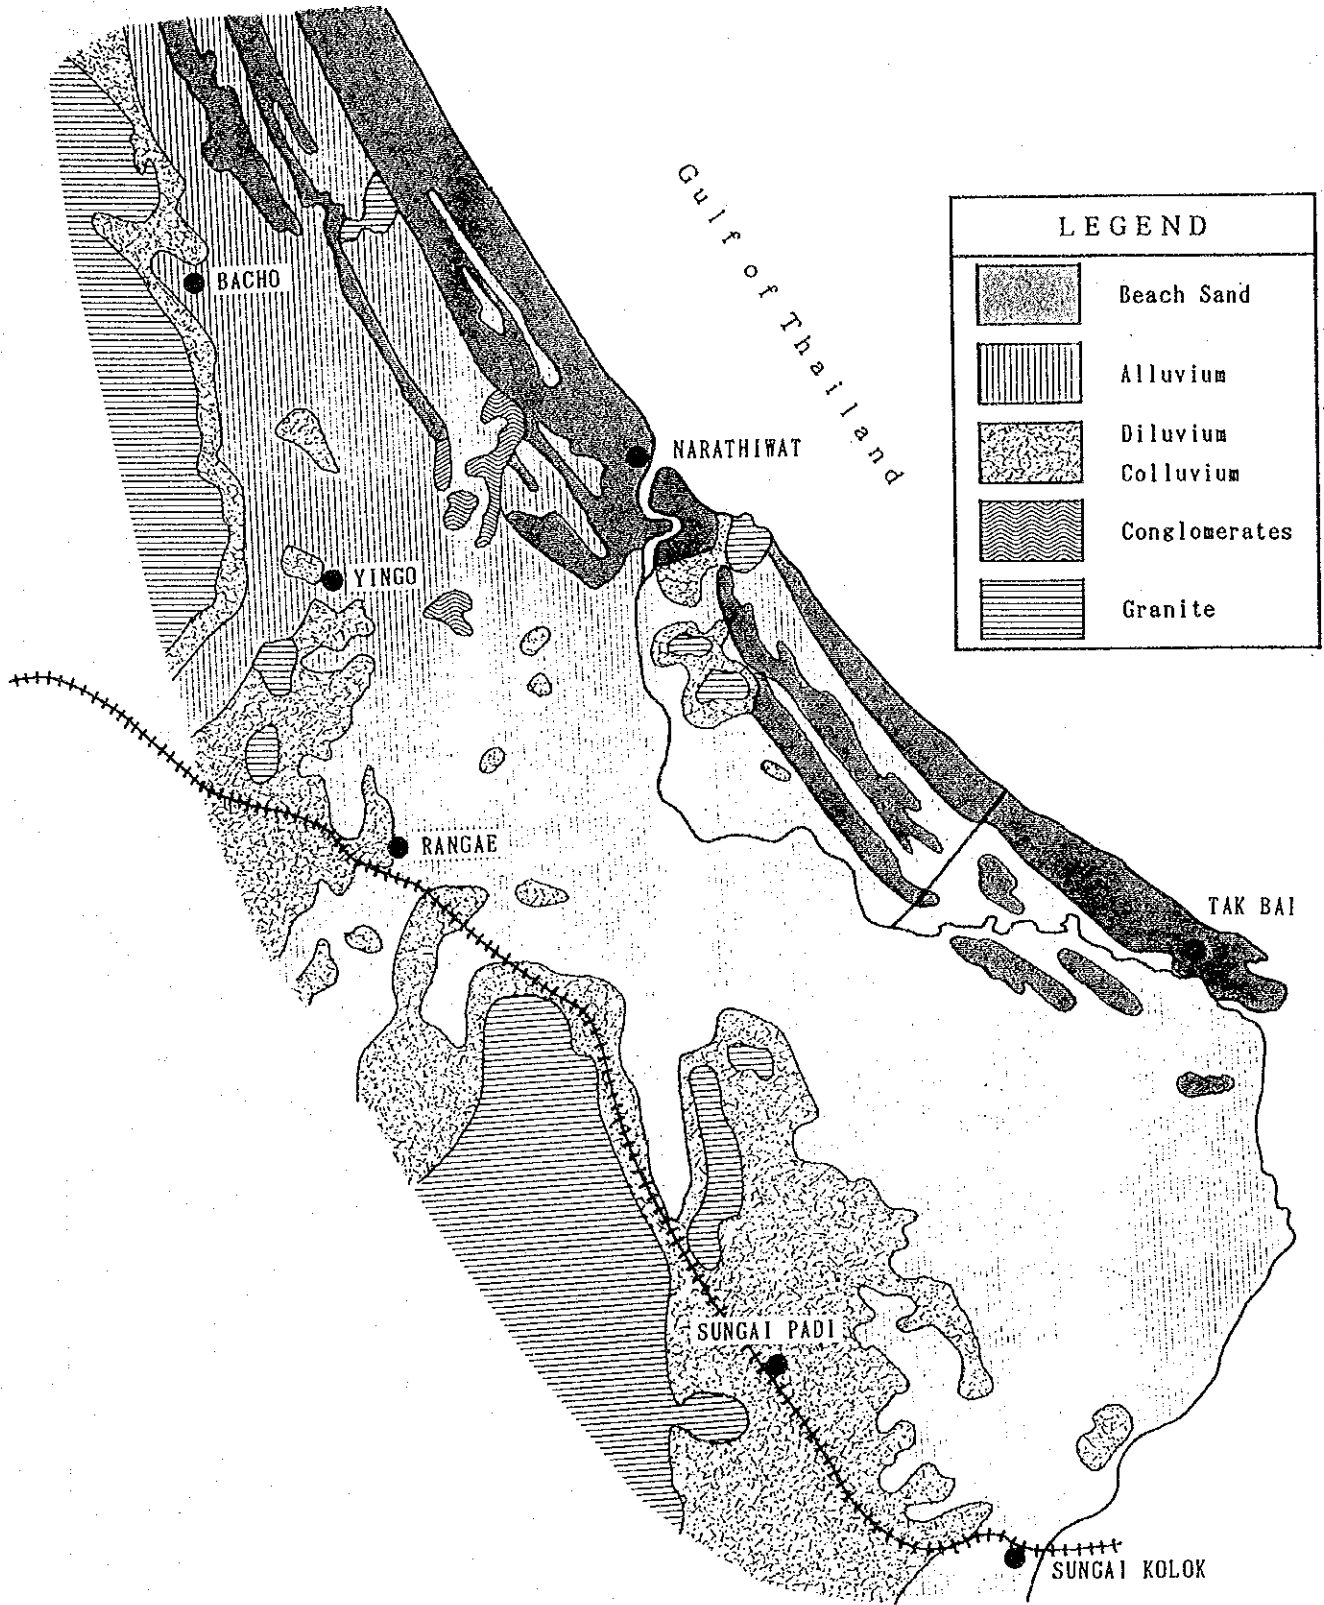 Gulf of Thailand
LEGEND
Beach Sand
Alluvium
Diluvium
Colluvium
Conglomerates
Granite
BACHO
NARATHIWAT
YINGO
RANGAE
TAK BAI
SUNGAI PADI
SUNGAI KOLOK